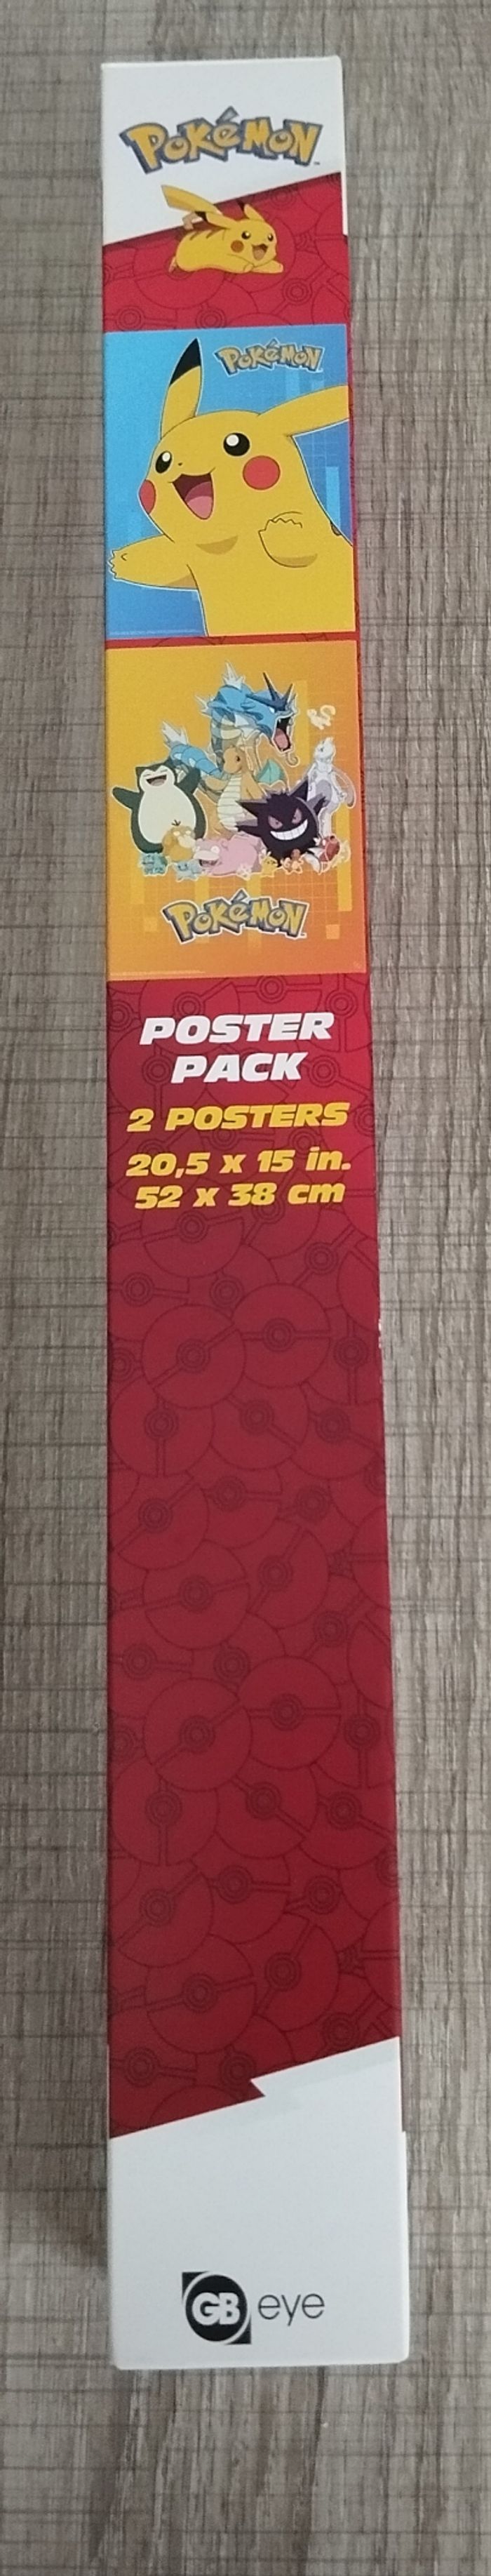 POKéMON
POKéMON
POKéMON
POSTER
PACK
2 POSTERS
20,5 x 15 in.
52 x 38 cm
GB eye